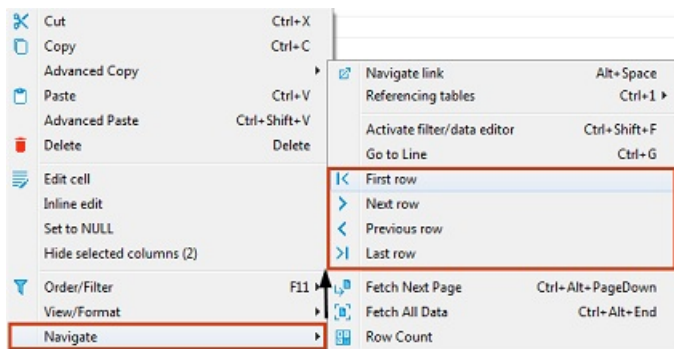 Cut Ctrl+X
Copy Ctrl+C
Advanced Copy
Paste Ctrl+V
Advanced Paste Ctrl+Shift+V
Delete Delete
Edit cell
Inline edit
Set to NULL
Hide selected columns (2)
Order/Filter F11
View/Format
Navigate
Navigate link Alt+Space
Referencing tables Ctrl+1
Activate filter/data editor Ctrl+Shift+F
Go to Line Ctrl+G
First row
Next row
Previous row
Last row
Fetch Next Page Ctrl+Alt+PageDown
Fetch All Data Ctrl+Alt+End
Row Count